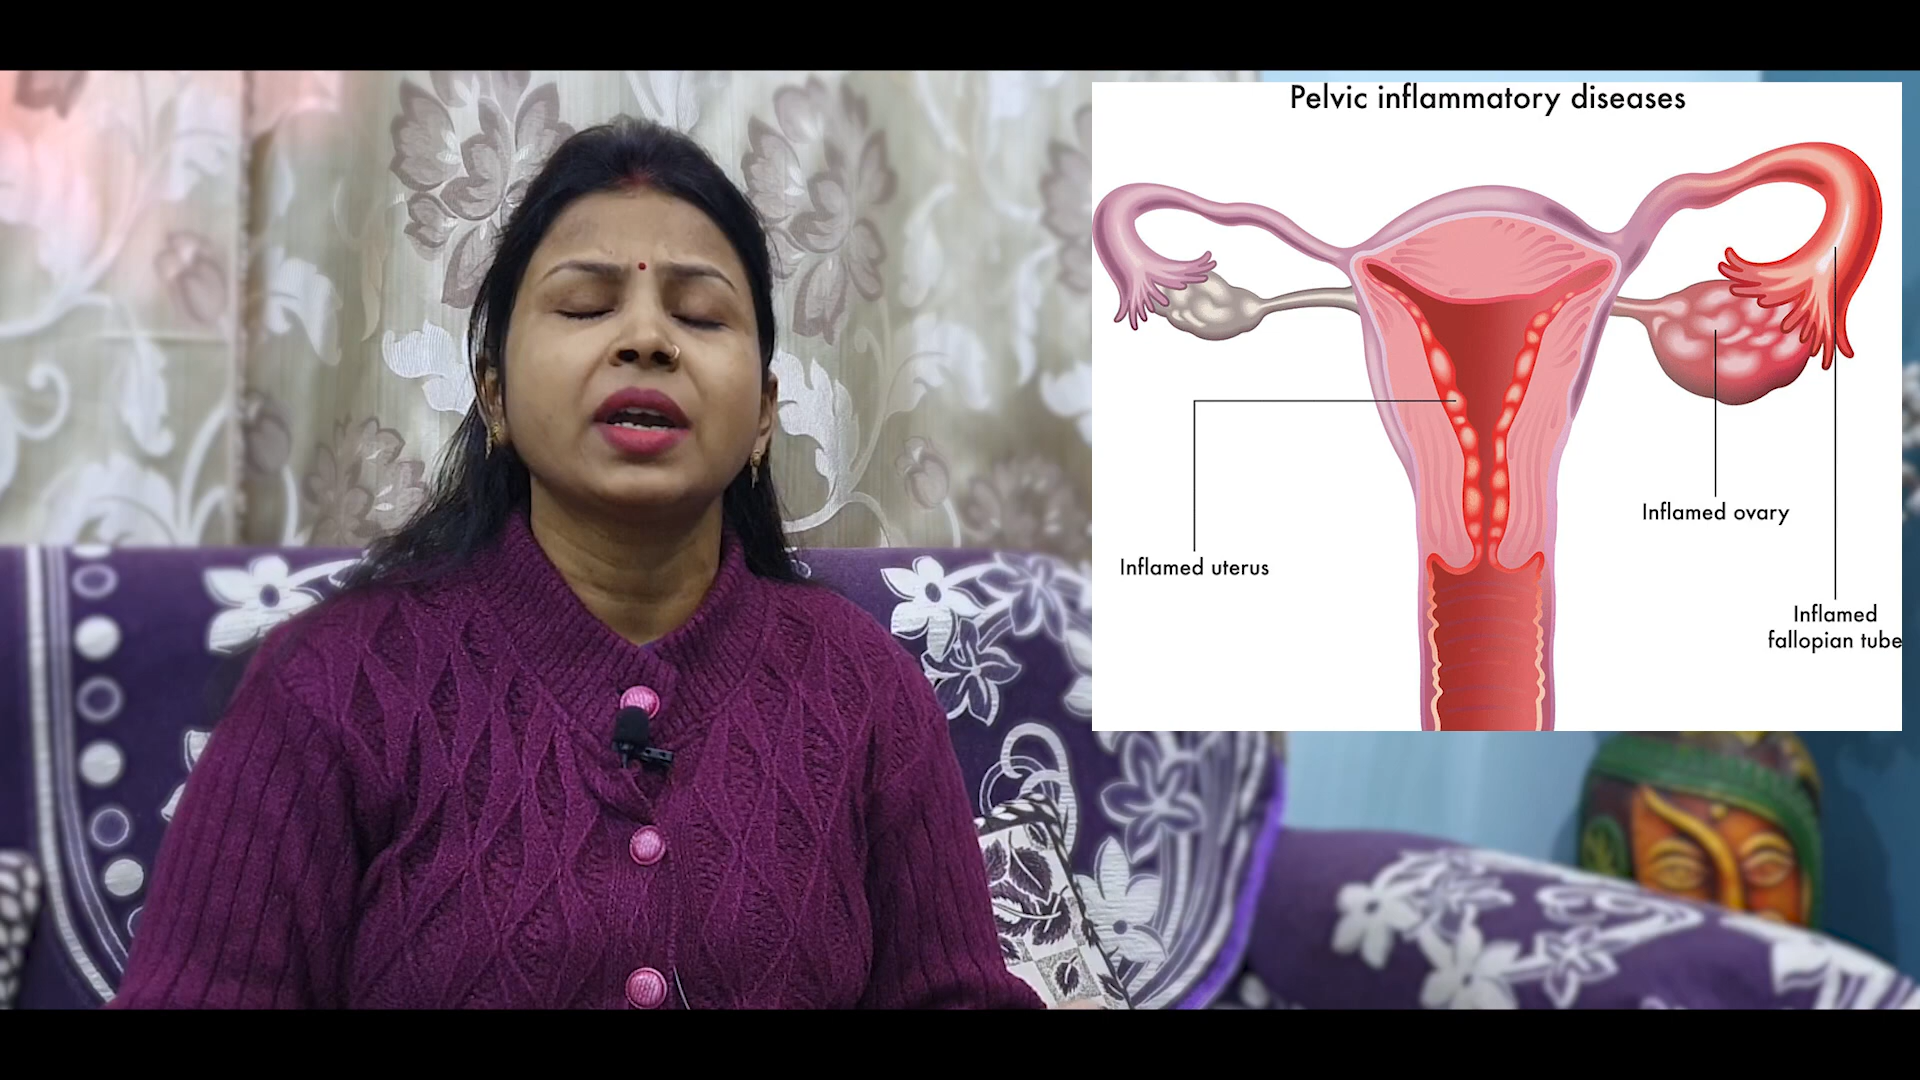 Pelvic inflammatory diseases
Inflamed ovary
Inflamed uterus
Inflamed
fallopian tube